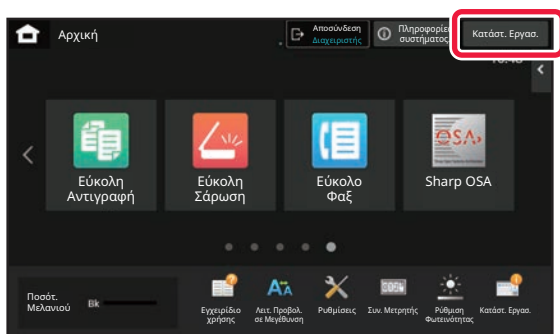 Αρχική
Αποσύνδεση
Διαχειριστής
Πληροφορίες
συστήματος
Κατάστ. Εργασ.
Εύκολη
Αντιγραφή
Εύκολη
Σάρωση
Εύκολο
Φαξ
OSA
Sharp OSA
Ποσότ.
Μελανιού
Bk
Εγχειρίδιο
χρήσης
Λειτ. Προβολ.
σε Μεγέθυνση
Ρυθμίσεις
Συν. Μετρητής
Ρύθμιση
Φωτεινότητας
Κατάστ. Εργασ.